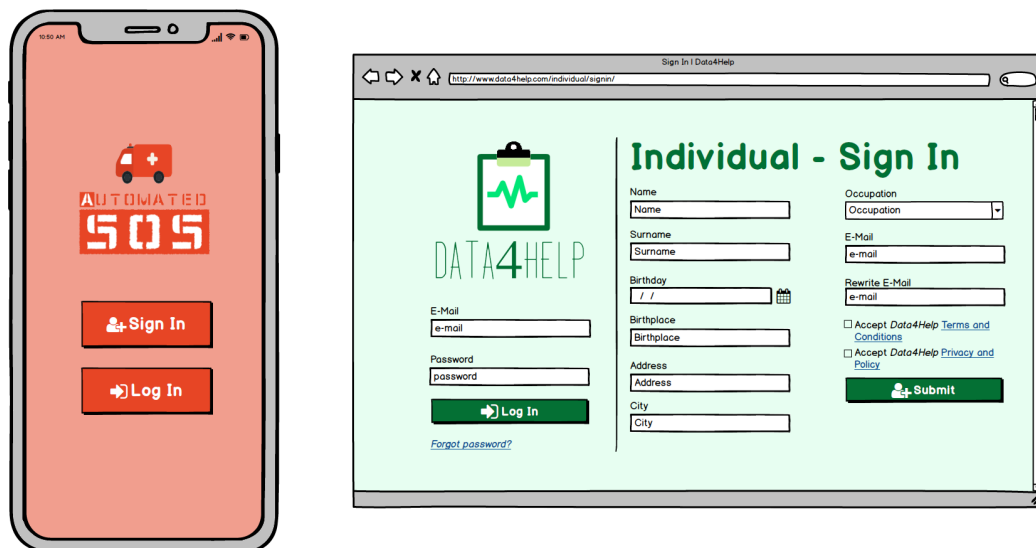 10:50 AM
AUTOMATED
SOS
Sign In
Log In
Sign In | Data4Help
http://www.data4help.com/individual/signin/
DATA4HELP
E-Mail
e-mail
Password
password
Log In
Forgot password?
Individual - Sign In
Name
Name
Surname
Surname
Birthday
/ /
Birthplace
Birthplace
Address
Address
City
City
Occupation
Occupation
E-Mail
e-mail
Rewrite E-Mail
e-mail
Accept Data4Help Terms and
Conditions
Accept Data4Help Privacy and
Policy
Submit